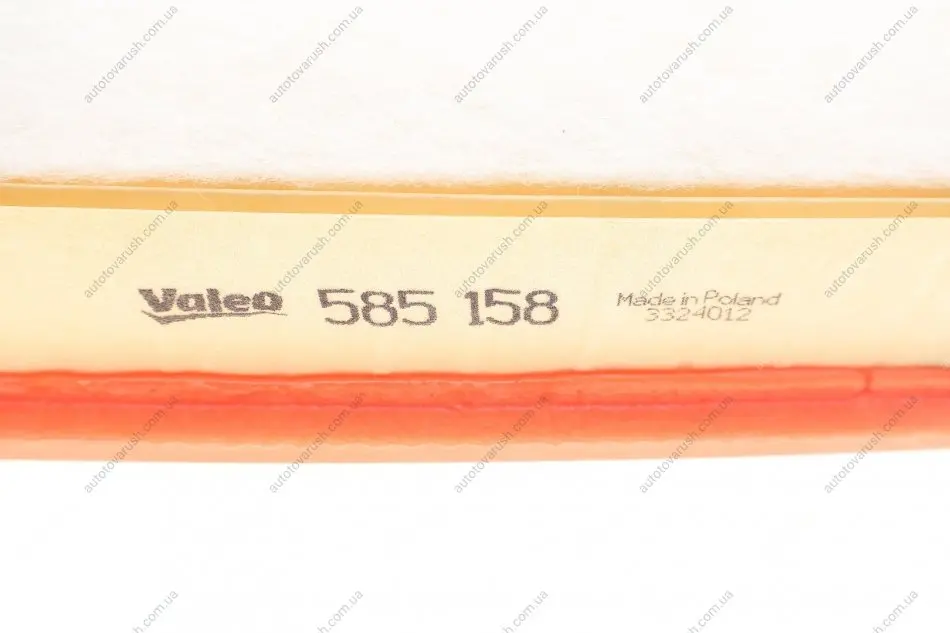 Valeo 585 158 Made in Poland
3324012
autotovarush.com.ua